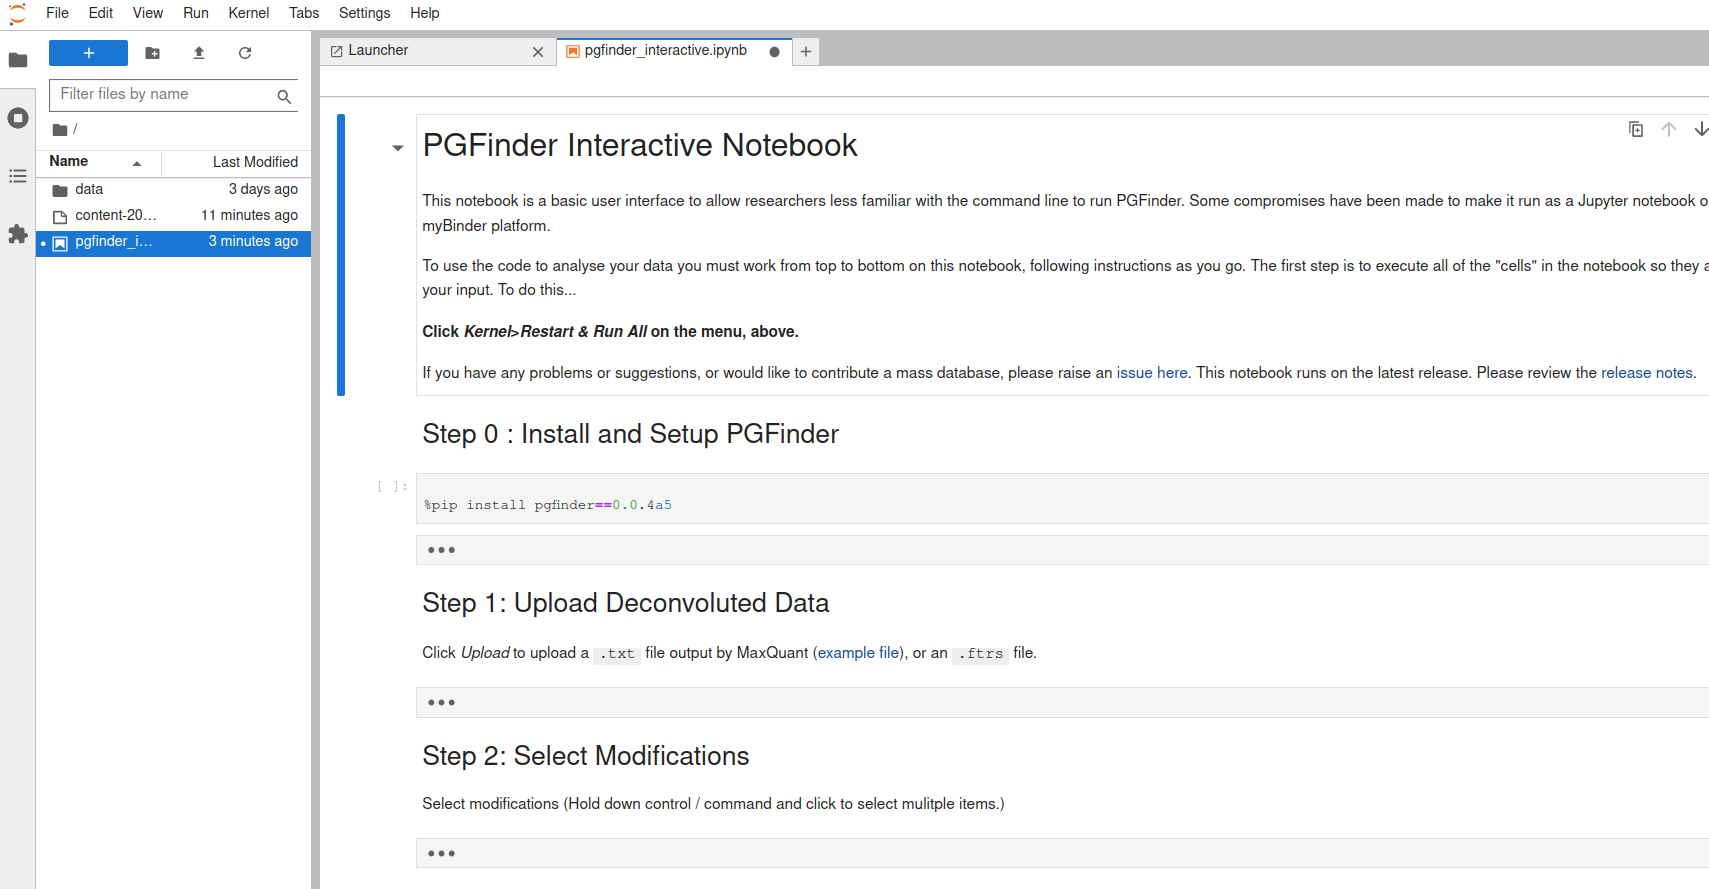 File Edit View Run Kernel Tabs Settings Help
Launcher
pgfinder_interactive.ipynb
Filter files by name
/
Name Last Modified
data 3 days ago
content-20... 11 minutes ago
pgfinder_i... 3 minutes ago
PGFinder Interactive Notebook
This notebook is a basic user interface to allow researchers less familiar with the command line to run PGFinder. Some compromises have been made to make it run as a Jupyter notebook o
myBinder platform.
To use the code to analyse your data you must work from top to bottom on this notebook, following instructions as you go. The first step is to execute all of the "cells" in the notebook so they a
your input. To do this...
Click Kernel>Restart & Run All on the menu, above.
If you have any problems or suggestions, or would like to contribute a mass database, please raise an issue here. This notebook runs on the latest release. Please review the release notes.
Step 0 : Install and Setup PGFinder
[ ]:
%pip install pgfinder==0.0.4a5
Step 1: Upload Deconvoluted Data
Click Upload to upload a .txt file output by MaxQuant (example file), or an .ftrs file.
Step 2: Select Modifications
Select modifications (Hold down control / command and click to select mulitple items.)